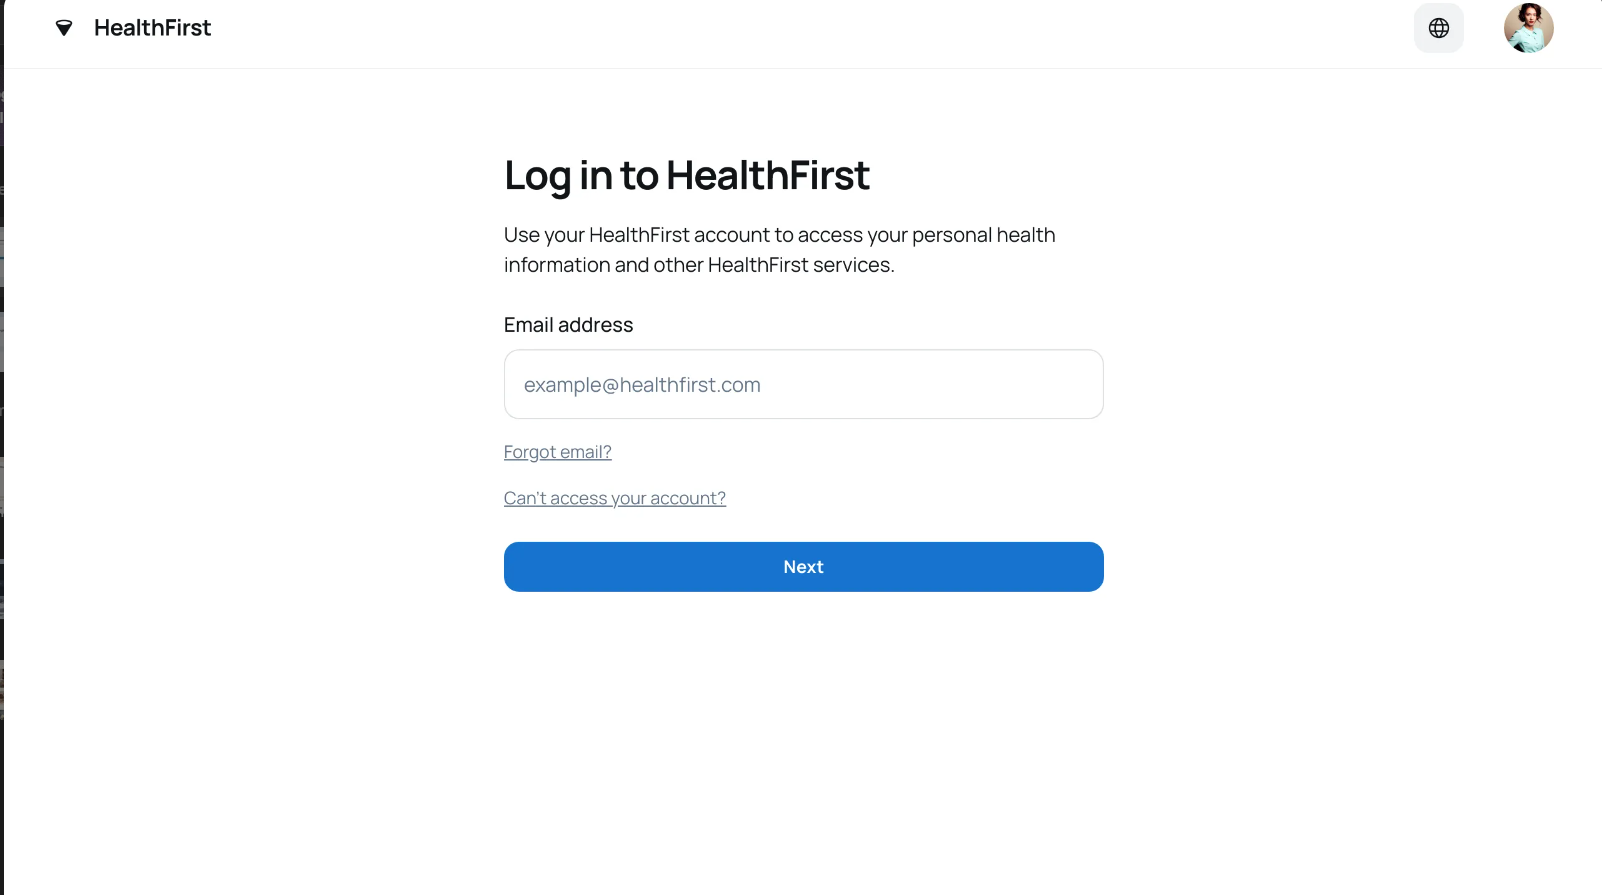 HealthFirst
Log in to HealthFirst
Use your HealthFirst account to access your personal health
information and other HealthFirst services.
Email address
example@healthfirst.com
Forgot email?
Can't access your account?
Next